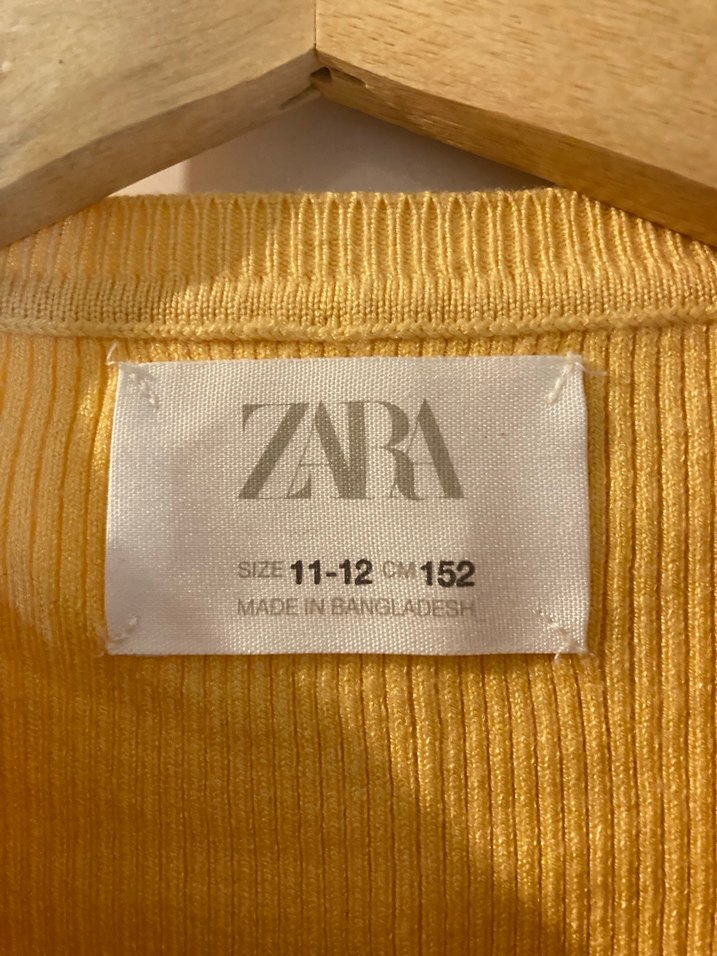 ZARA
SIZE 11-12 CM 152
MADE IN BANGLADESH